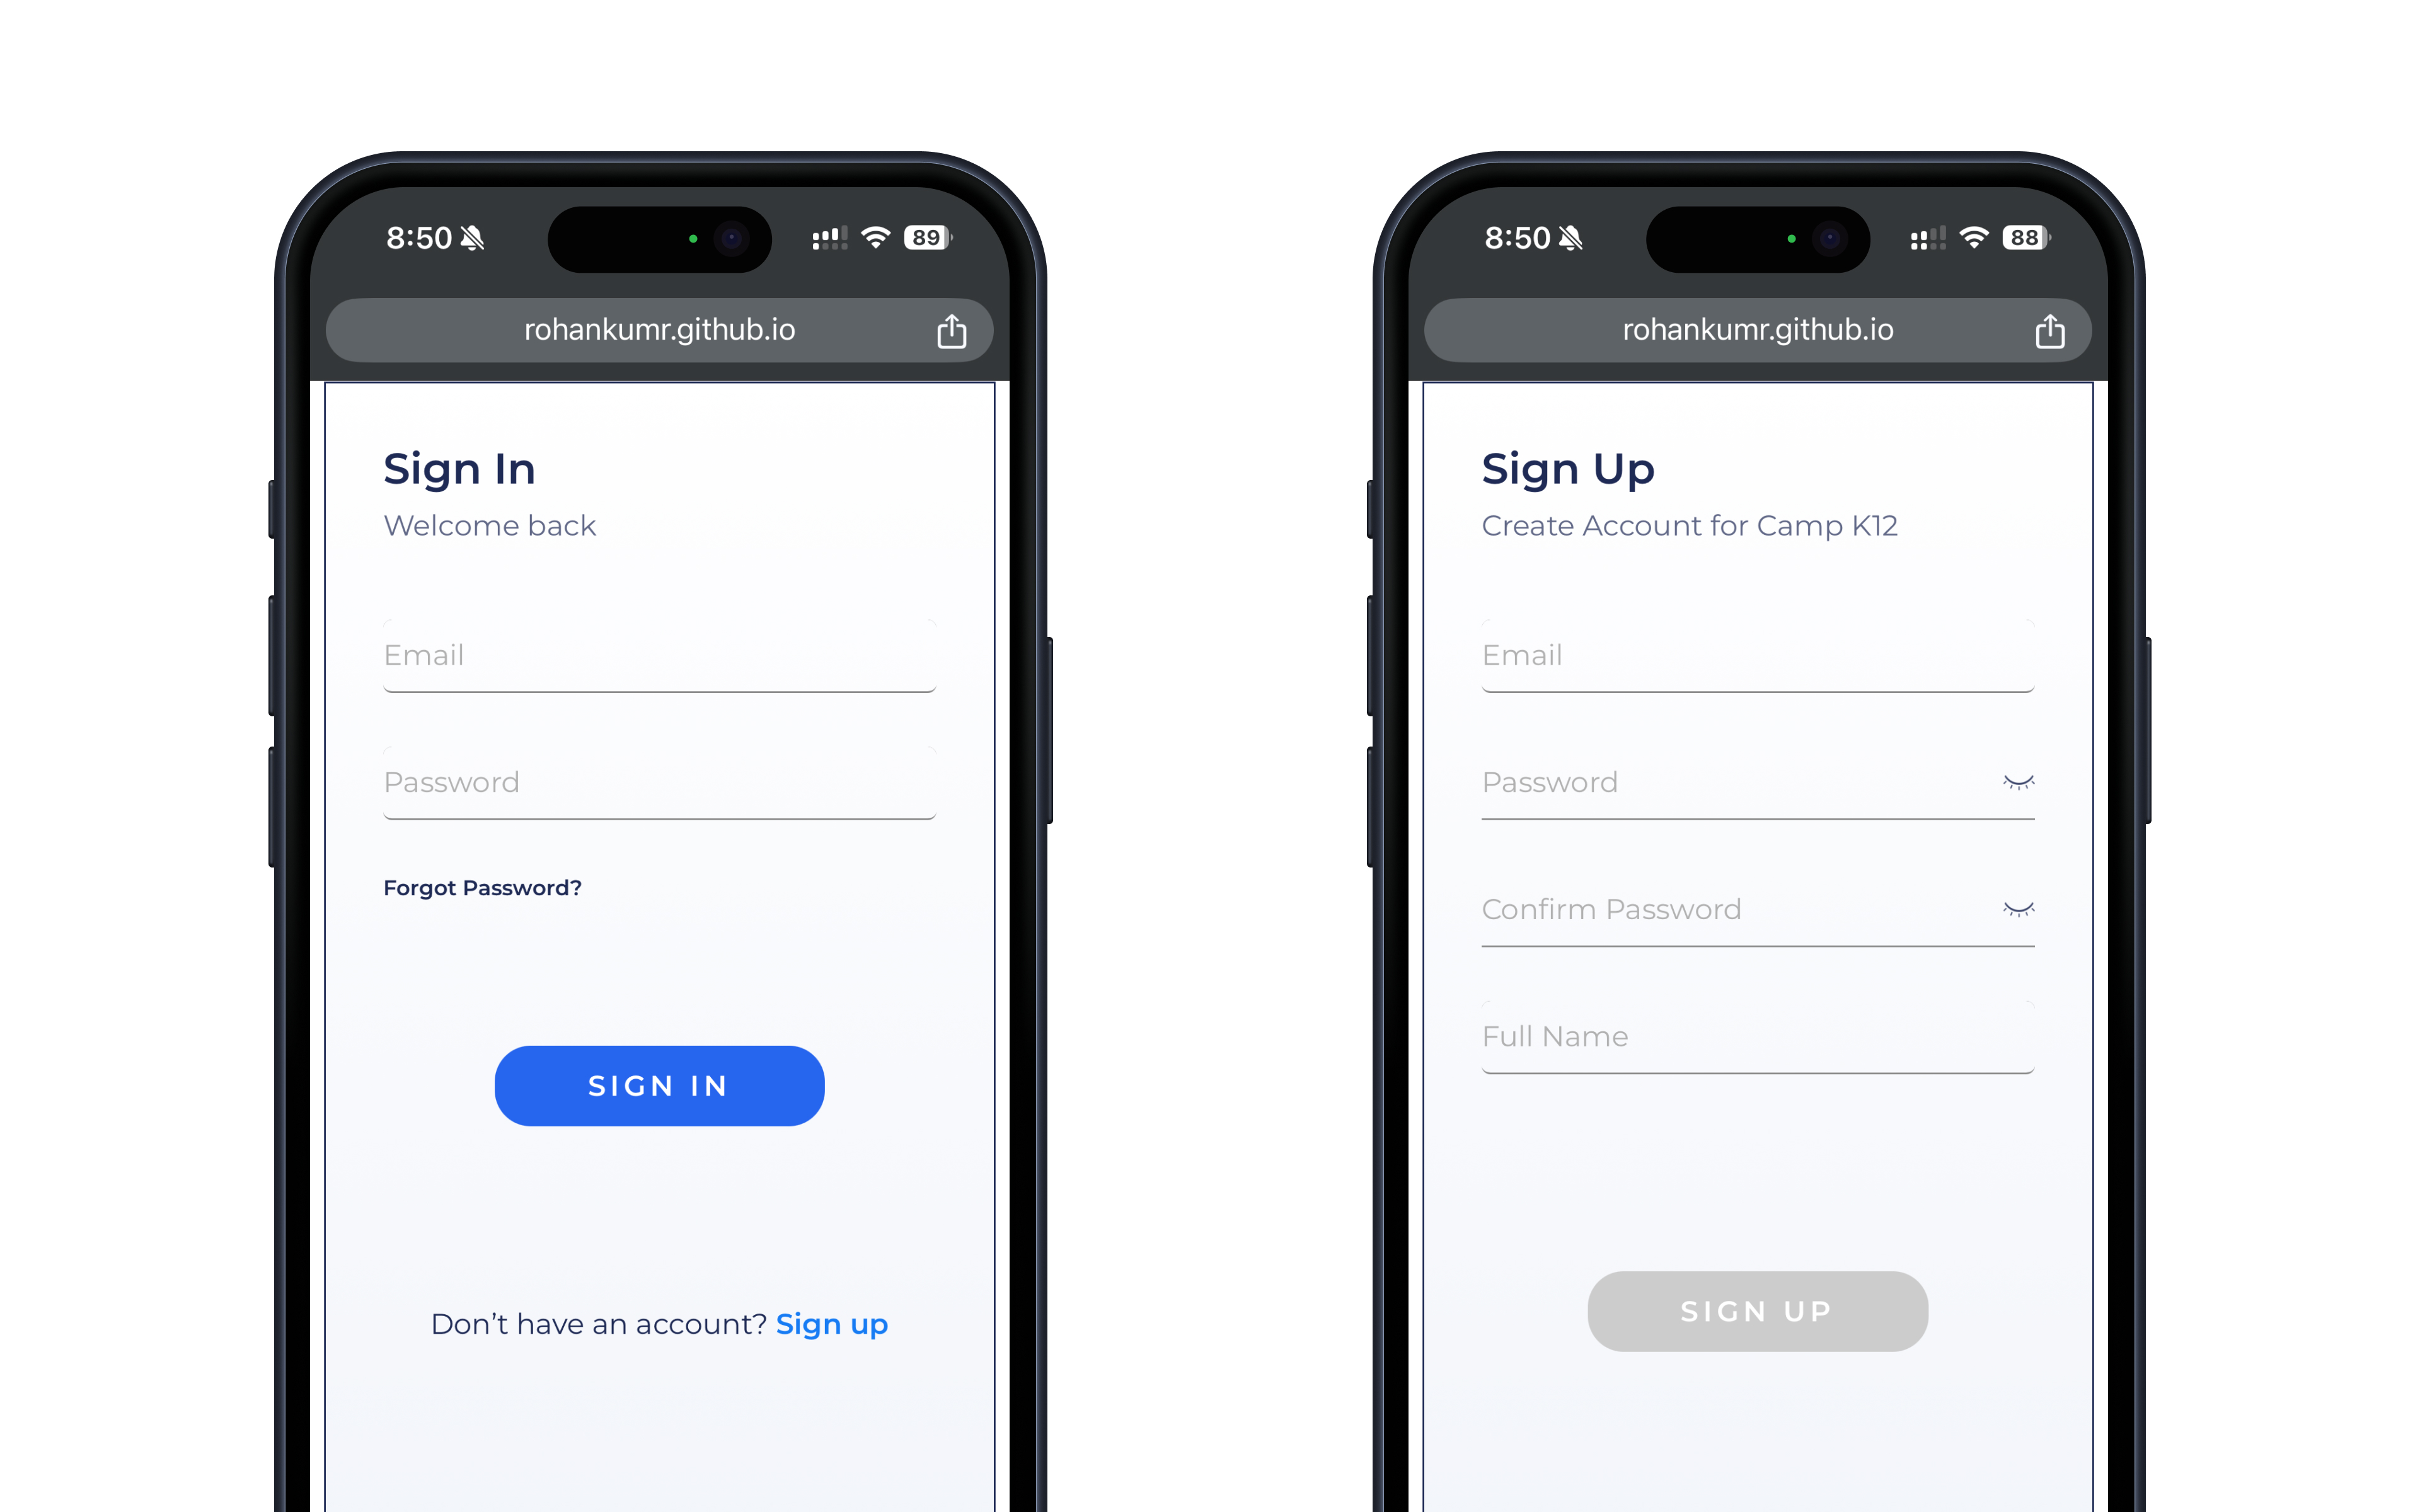 8:50
89
rohankumr.github.io
Sign In
Welcome back
Email
Password
Forgot Password?
SIGN IN
Don’t have an account? Sign up
8:50
88
rohankumr.github.io
Sign Up
Create Account for Camp K12
Email
Password
Confirm Password
Full Name
SIGN UP